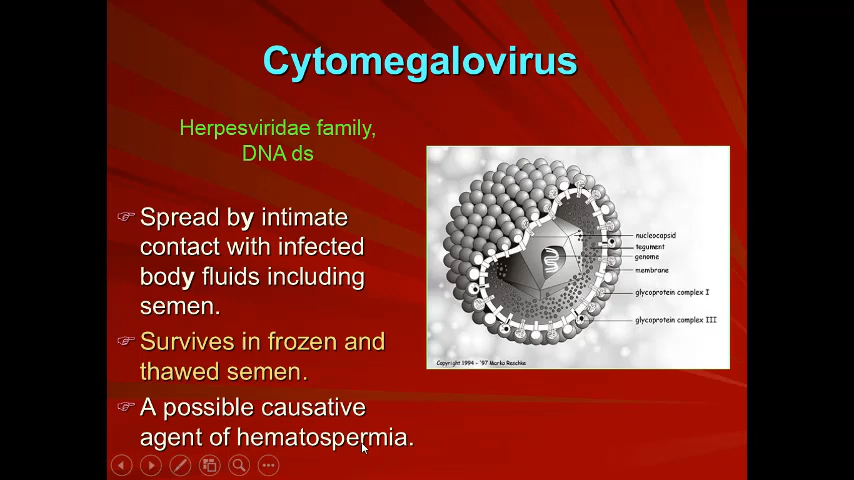 Cytomegalovirus
Herpesviridae family,
DNA ds
Spread by intimate
contact with infected
body fluids including
semen.
Survives in frozen and
thawed semen.
A possible causative
agent of hematospermia.
nucleocapsid
tegument
genome
membrane
glycoprotein complex I
glycoprotein complex III
Copyright 1994 - '97 Marko Reschke